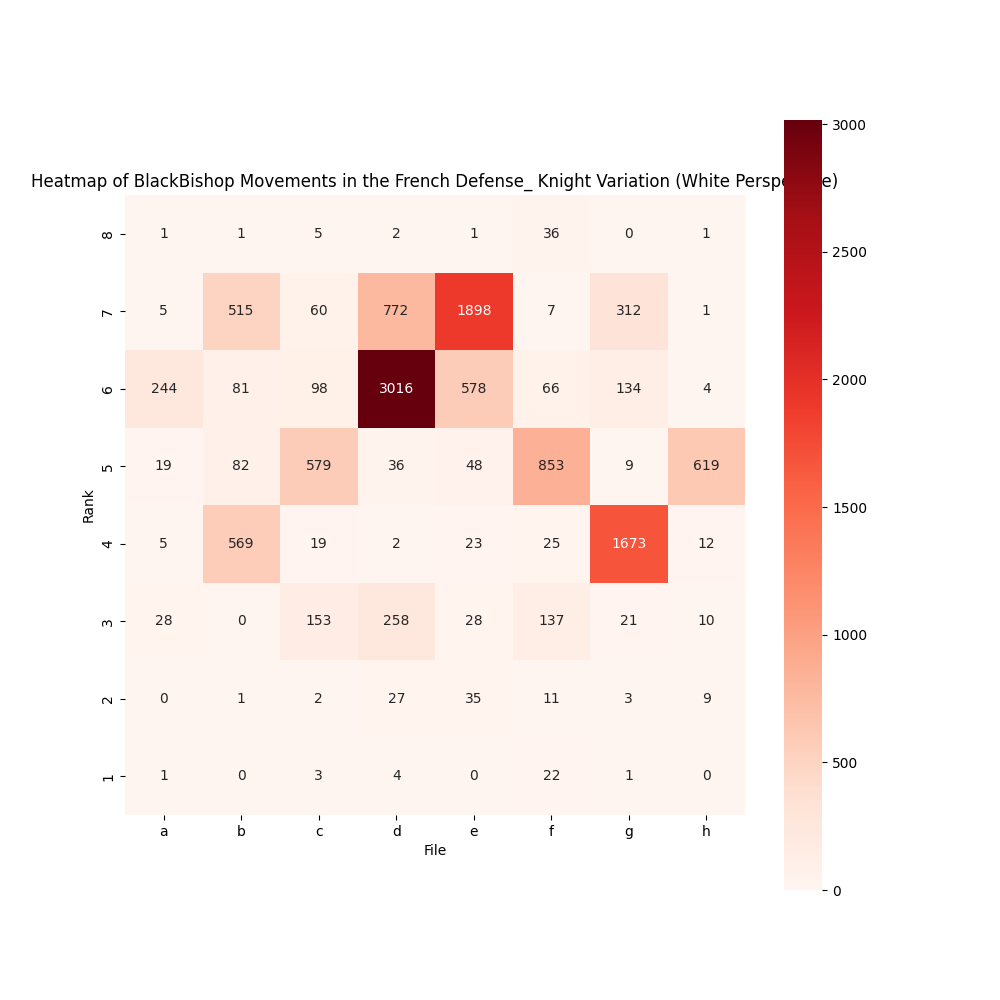 Heatmap of BlackBishop Movements in the French Defense_ Knight Variation (White Perspe e)
3000
2500
2000
1500
1000
500
0
Rank
8 1 1 5 2 1 36 0 1
7 5 515 60 772 1898 7 312 1
6 244 81 98 3016 578 66 134 4
5 19 82 579 36 48 853 9 619
4 5 569 19 2 23 25 1673 12
3 28 0 153 258 28 137 21 10
2 0 1 2 27 35 11 3 9
1 1 0 3 4 0 22 1 0
a b c d e f g h
File